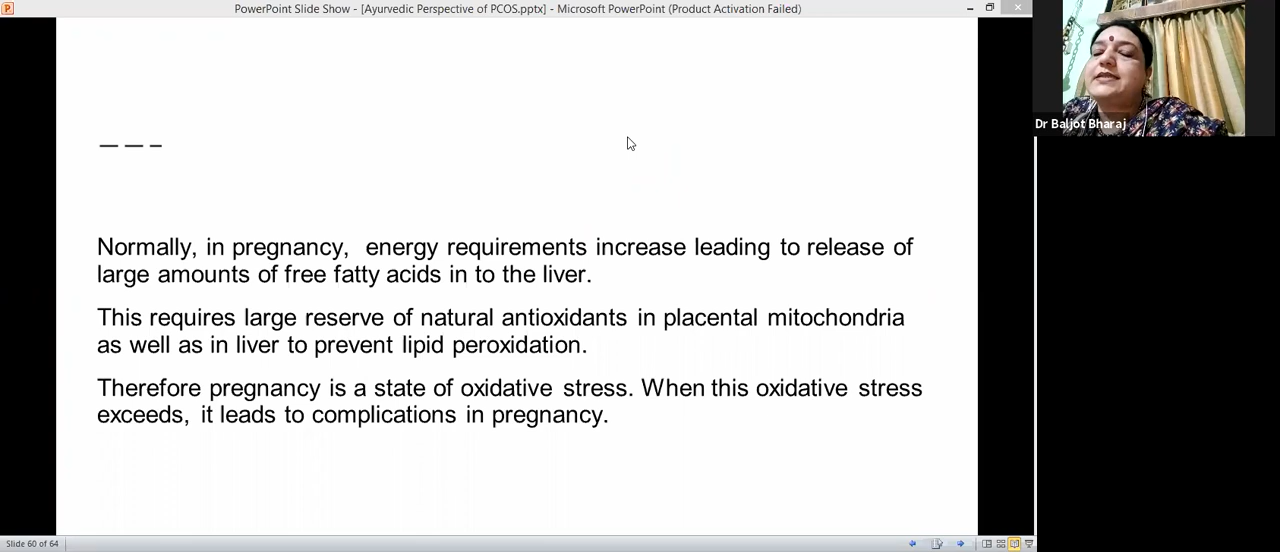 PowerPoint Slide Show - [Ayurvedic Perspective of PCOS.pptx] - Microsoft PowerPoint (Product Activation Failed)
Dr Baljot Bharaj
Normally, in pregnancy, energy requirements increase leading to release of
large amounts of free fatty acids in to the liver.
This requires large reserve of natural antioxidants in placental mitochondria
as well as in liver to prevent lipid peroxidation.
Therefore pregnancy is a state of oxidative stress. When this oxidative stress
exceeds, it leads to complications in pregnancy.
Slide 60 of 64